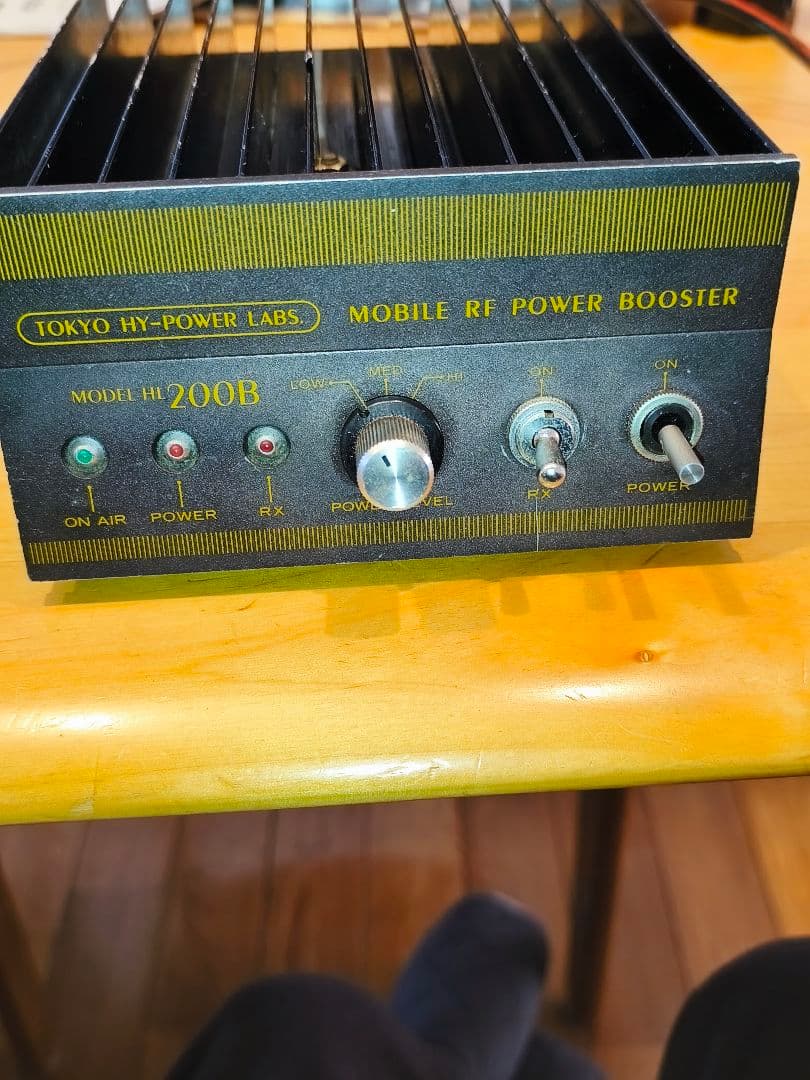 TOKYO HY-POWER LABS. MOBILE RF POWER BOOSTER
MODEL HL 200B
LOW MED HI ON ON
ON AIR POWER RX RX POWER